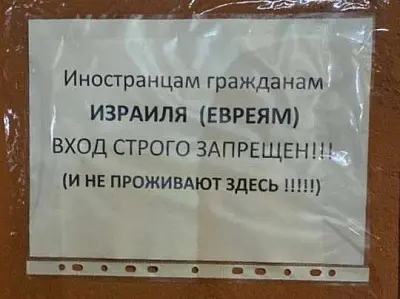 Иностранцам гражданам
ИЗРАИЛЯ (ЕВРЕЯМ)
ВХОД СТРОГО ЗАПРЕЩЕН!!!
(И НЕ ПРОЖИВАЮТ ЗДЕСЬ !!!!!)